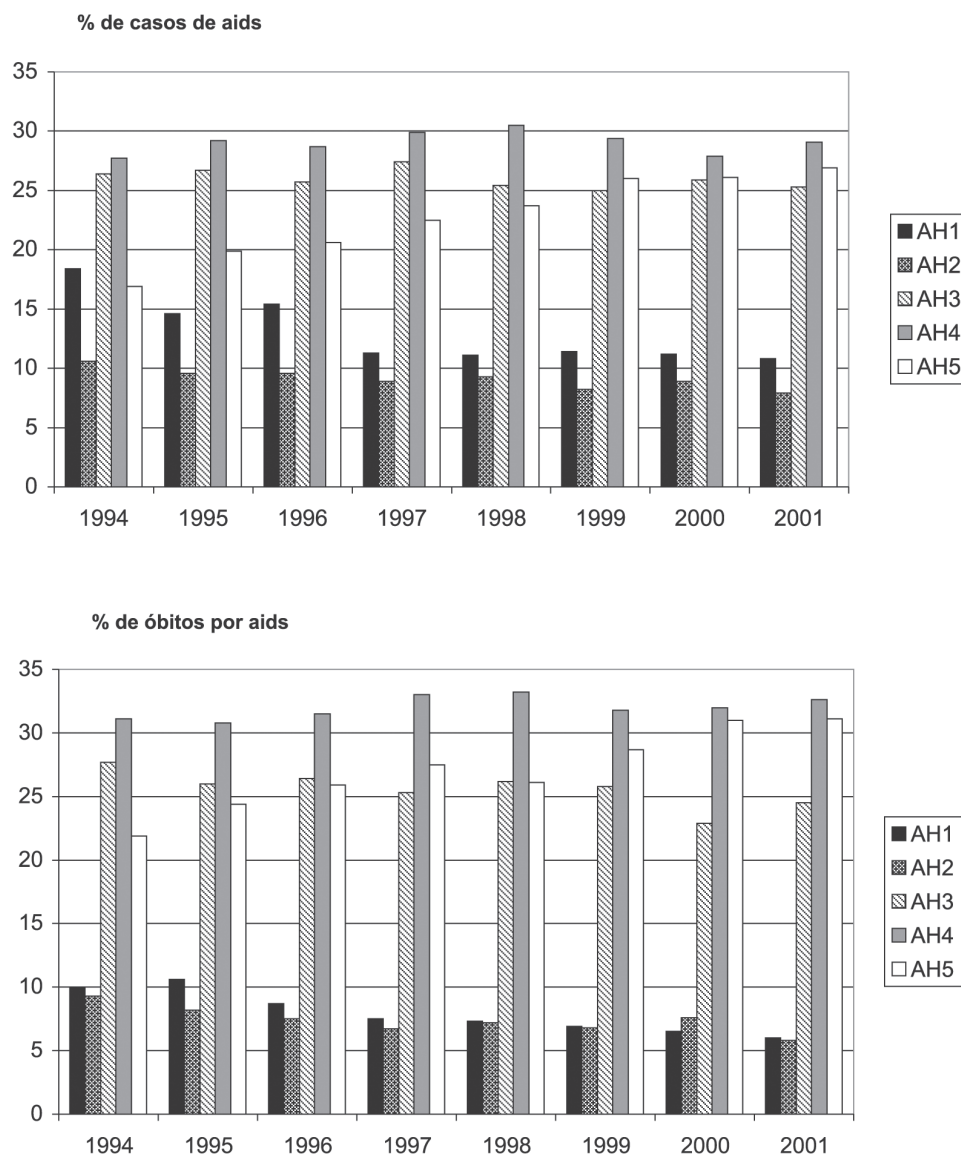 % de casos de aids
35
30
25
20
15
10
5
0
1994 1995 1996 1997 1998 1999 2000 2001
AH1
AH2
AH3
AH4
AH5
% de óbitos por aids
35
30
25
20
15
10
5
0
1994 1995 1996 1997 1998 1999 2000 2001
AH1
AH2
AH3
AH4
AH5